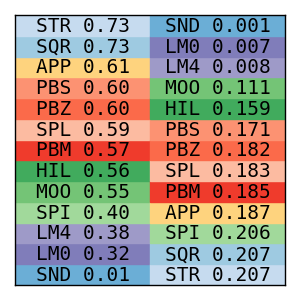 STR 0.73 SND 0.001
SQR 0.73 LM0 0.007
APP 0.61 LM4 0.008
PBS 0.60 MOO 0.111
PBZ 0.60 HIL 0.159
SPL 0.59 PBS 0.171
PBM 0.57 PBZ 0.182
HIL 0.56 SPL 0.183
MOO 0.55 PBM 0.185
SPI 0.40 APP 0.187
LM4 0.38 SPI 0.206
LM0 0.32 SQR 0.207
SND 0.01 STR 0.207